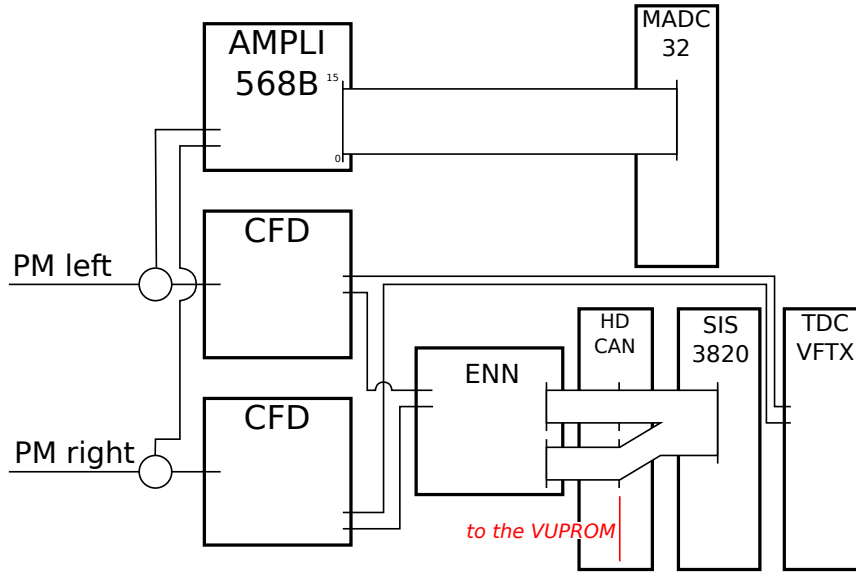 AMPLI
568B
15
0
MADC
32
PM left
CFD
HD
CAN
SIS
3820
TDC
VFTX
ENN
CFD
PM right
to the VUPROM